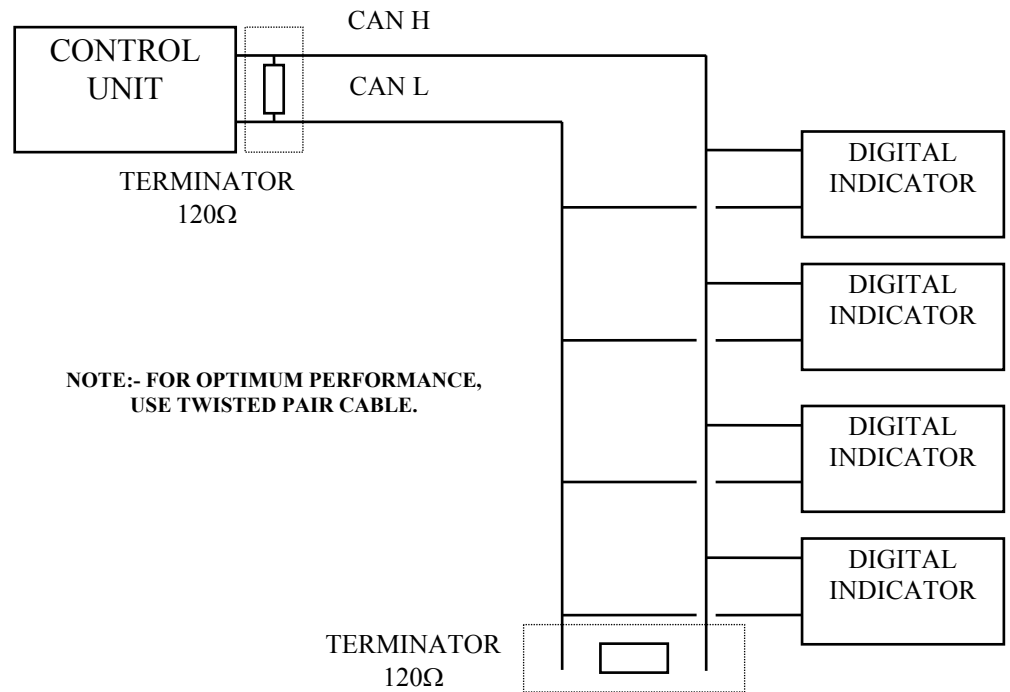 CAN H
CONTROL
UNIT
CAN L
TERMINATOR
120Ω
DIGITAL
INDICATOR
DIGITAL
INDICATOR
NOTE:- FOR OPTIMUM PERFORMANCE,
USE TWISTED PAIR CABLE.
DIGITAL
INDICATOR
DIGITAL
INDICATOR
TERMINATOR
120Ω